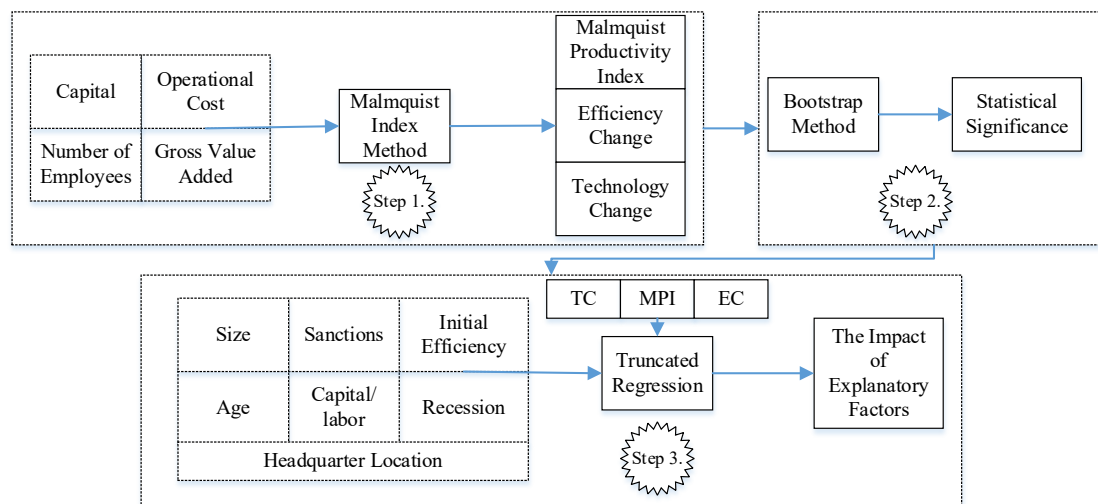 Capital
Operational
Cost
Number of
Employees
Gross Value
Added
Malmquist
Index
Method
Step 1.
Malmquist
Productivity
Index
Efficiency
Change
Technology
Change
Bootstrap
Method
Statistical
Significance
Step 2.
Size
Sanctions
Initial
Efficiency
Age
Capital/
labor
Recession
Headquarter Location
TC
MPI
EC
Truncated
Regression
Step 3.
The Impact
of
Explanatory
Factors